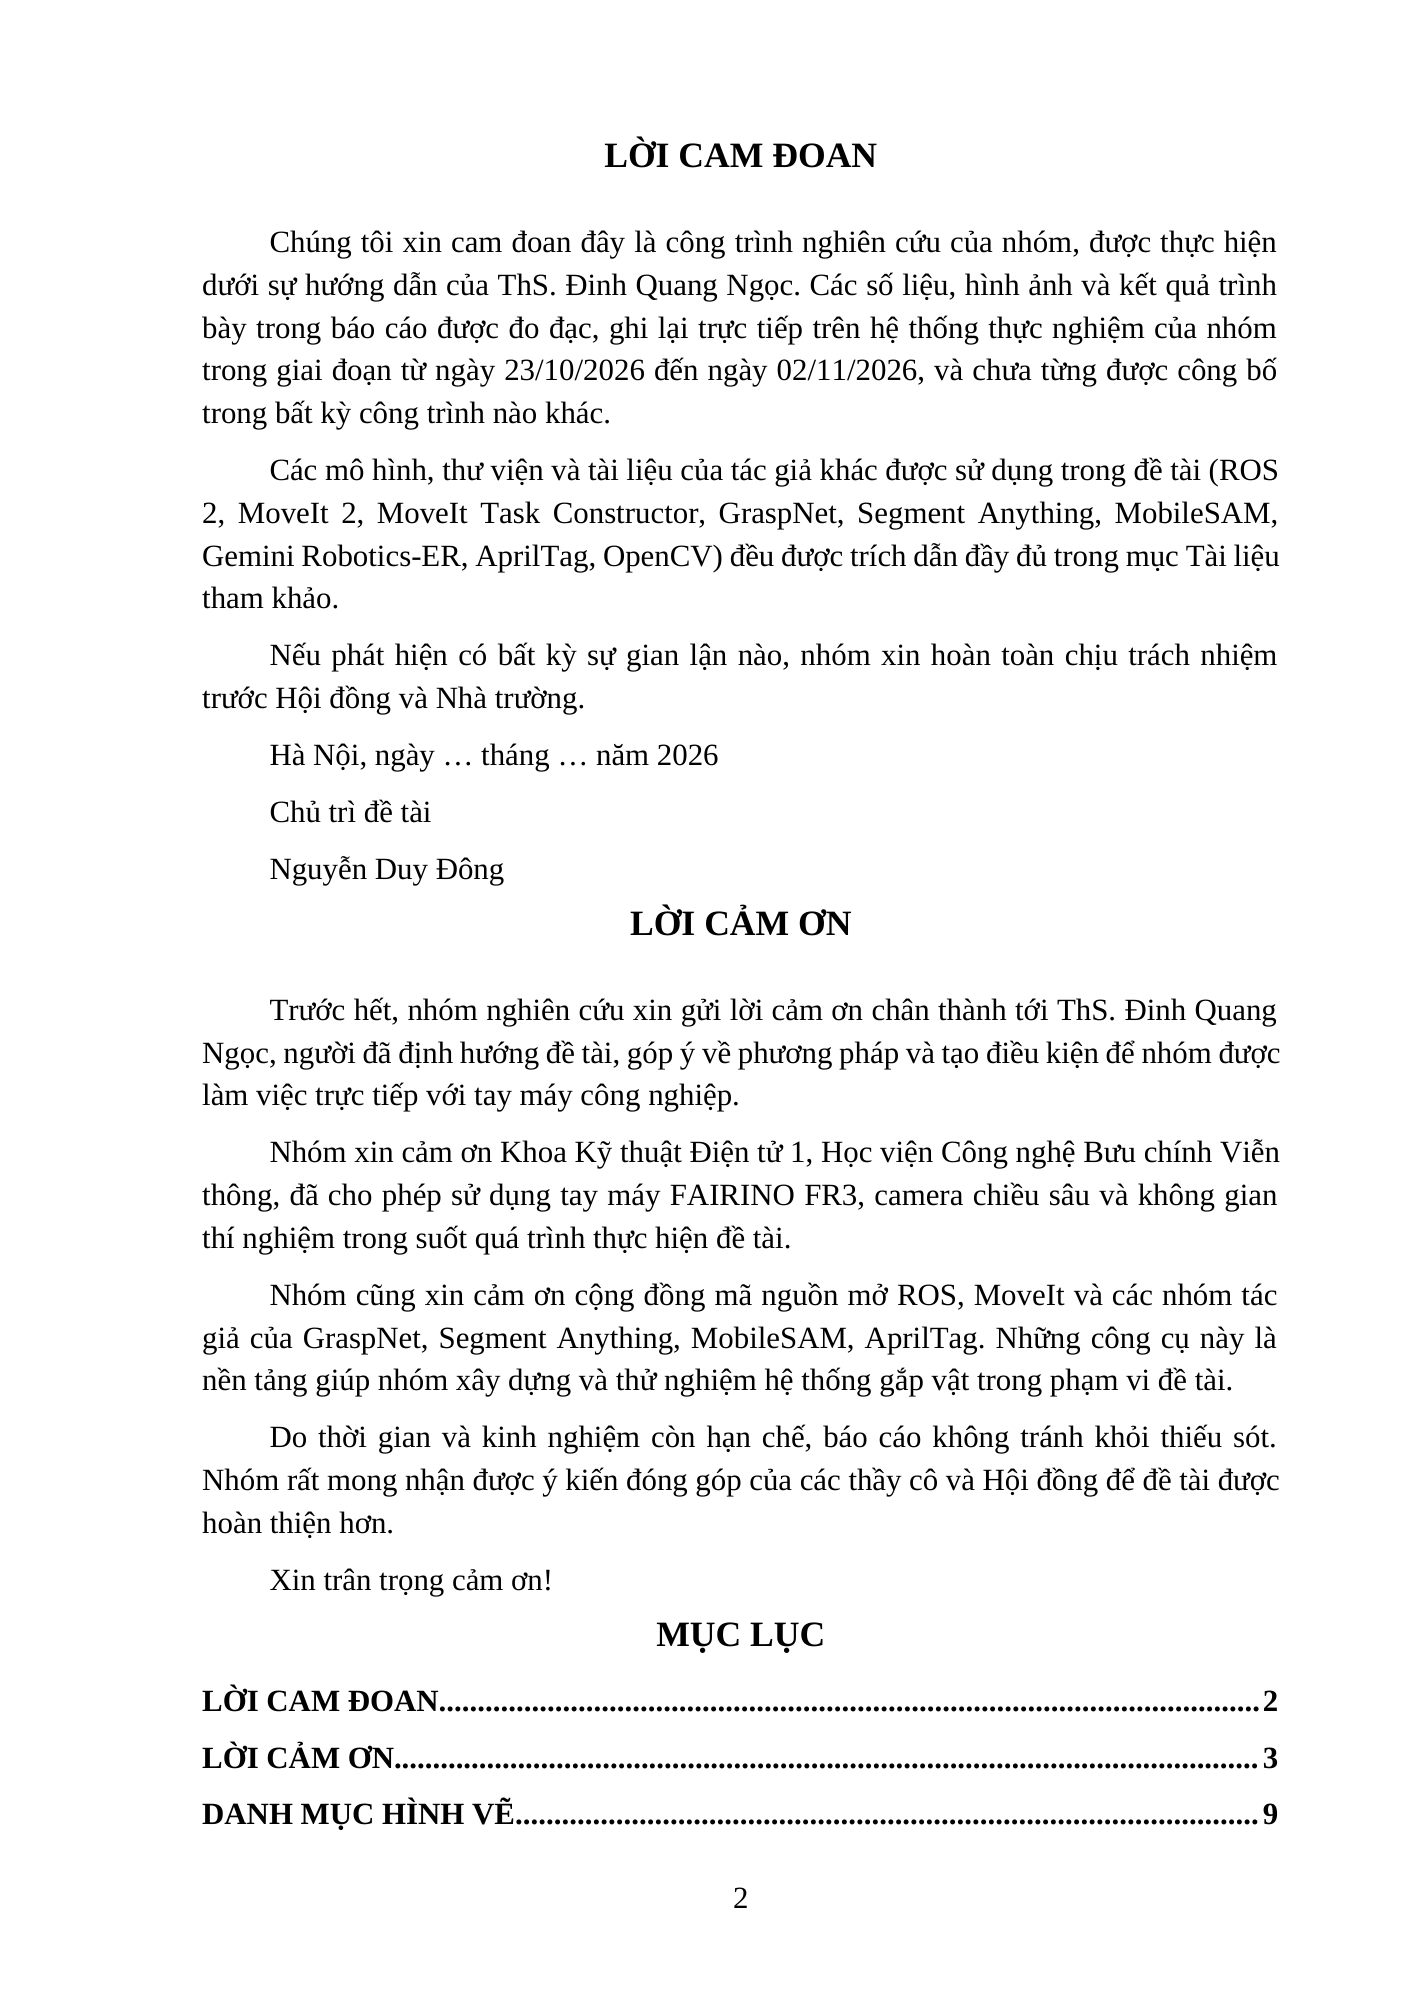 LỜI CAM ĐOAN
Chúng tôi xin cam đoan đây là công trình nghiên cứu của nhóm, được thực hiện
dưới sự hướng dẫn của ThS. Đinh Quang Ngọc. Các số liệu, hình ảnh và kết quả trình
bày trong báo cáo được đo đạc, ghi lại trực tiếp trên hệ thống thực nghiệm của nhóm
trong giai đoạn từ ngày 23/10/2026 đến ngày 02/11/2026, và chưa từng được công bố
trong bất kỳ công trình nào khác.
Các mô hình, thư viện và tài liệu của tác giả khác được sử dụng trong đề tài (ROS
2, MoveIt 2, MoveIt Task Constructor, GraspNet, Segment Anything, MobileSAM,
Gemini Robotics-ER, AprilTag, OpenCV) đều được trích dẫn đầy đủ trong mục Tài liệu
tham khảo.
Nếu phát hiện có bất kỳ sự gian lận nào, nhóm xin hoàn toàn chịu trách nhiệm
trước Hội đồng và Nhà trường.
Hà Nội, ngày … tháng … năm 2026
Chủ trì đề tài
Nguyễn Duy Đông
LỜI CẢM ƠN
Trước hết, nhóm nghiên cứu xin gửi lời cảm ơn chân thành tới ThS. Đinh Quang
Ngọc, người đã định hướng đề tài, góp ý về phương pháp và tạo điều kiện để nhóm được
làm việc trực tiếp với tay máy công nghiệp.
Nhóm xin cảm ơn Khoa Kỹ thuật Điện tử 1, Học viện Công nghệ Bưu chính Viễn
thông, đã cho phép sử dụng tay máy FAIRINO FR3, camera chiều sâu và không gian
thí nghiệm trong suốt quá trình thực hiện đề tài.
Nhóm cũng xin cảm ơn cộng đồng mã nguồn mở ROS, MoveIt và các nhóm tác
giả của GraspNet, Segment Anything, MobileSAM, AprilTag. Những công cụ này là
nền tảng giúp nhóm xây dựng và thử nghiệm hệ thống gắp vật trong phạm vi đề tài.
Do thời gian và kinh nghiệm còn hạn chế, báo cáo không tránh khỏi thiếu sót.
Nhóm rất mong nhận được ý kiến đóng góp của các thầy cô và Hội đồng để đề tài được
hoàn thiện hơn.
Xin trân trọng cảm ơn!
MỤC LỤC
LỜI CAM ĐOAN..........................................................................................................2
LỜI CẢM ƠN................................................................................................................3
DANH MỤC HÌNH VẼ................................................................................................9
2